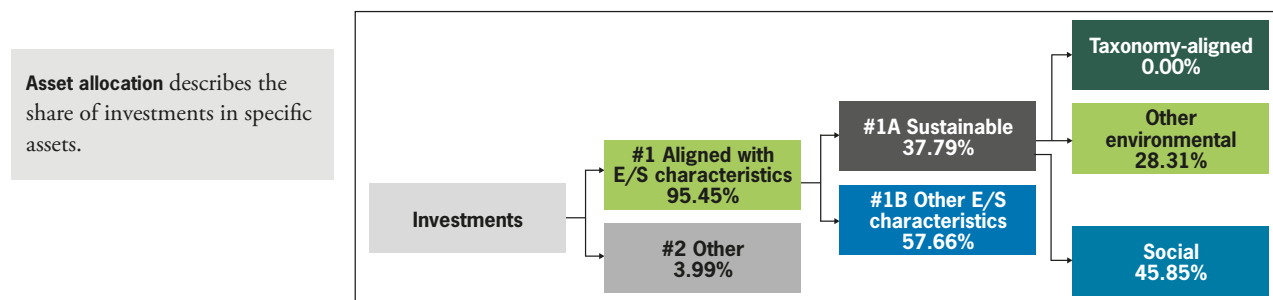 Asset allocation describes the
share of investments in specific
assets.
Investments
#1 Aligned with
E/S characteristics
95.45%
#2 Other
3.99%
#1A Sustainable
37.79%
#1B Other E/S
characteristics
57.66%
Taxonomy-aligned
0.00%
Other
environmental
28.31%
Social
45.85%